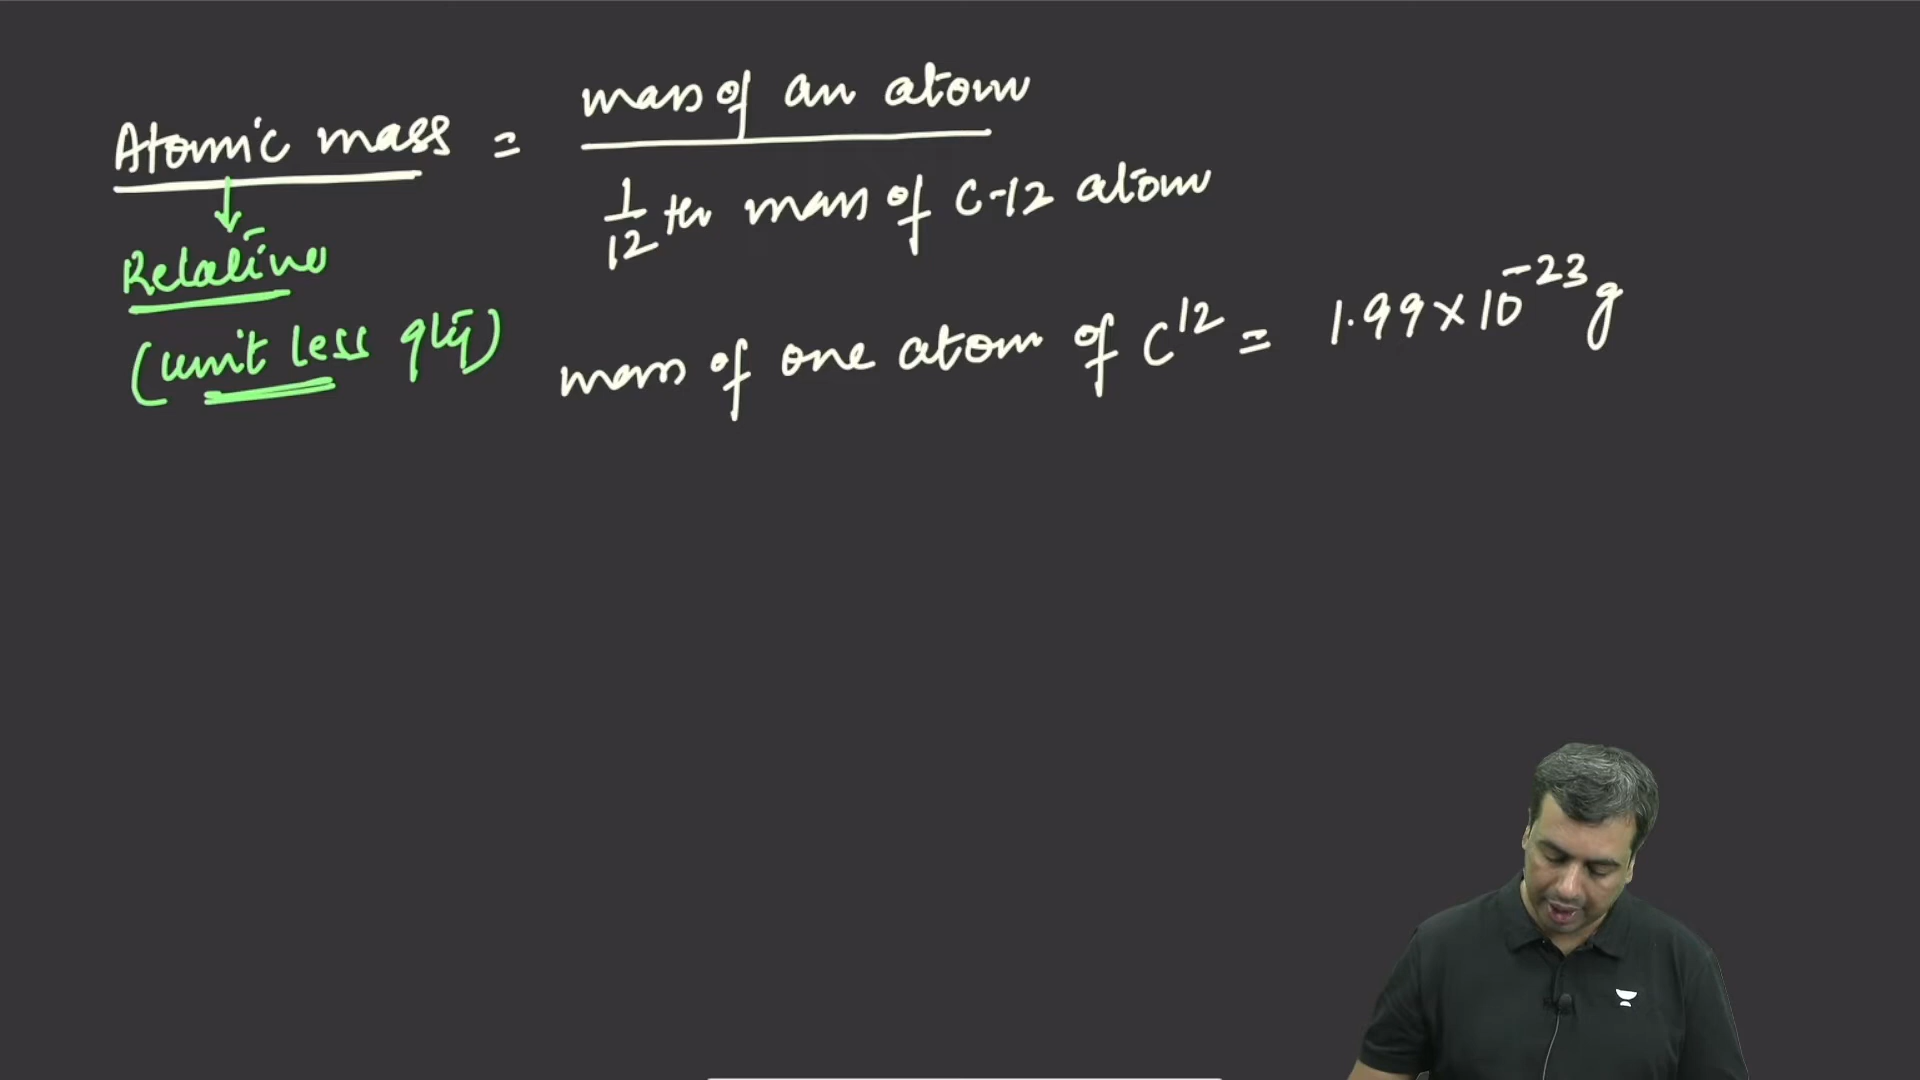 Atomic mass = mass of an atom
1/12 th mass of C-12 atom
Relative
(unit less qty)
mass of one atom of C¹² = 1.99 × 10⁻²³ g